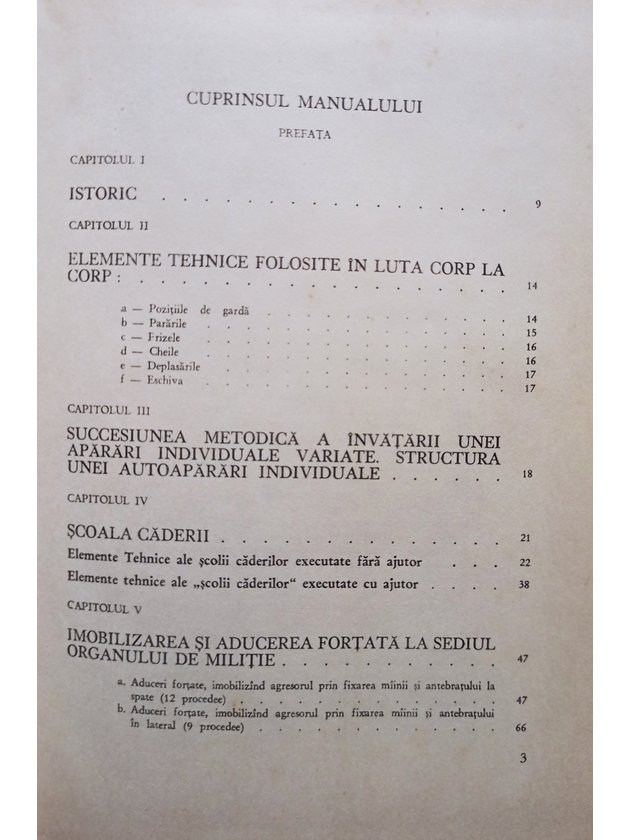 CUPRINSUL MANUALULUI
PREFAȚA
CAPITOLUL I
ISTORIC . . . . . . . . . . . . . . . . . 9
CAPITOLUL II
ELEMENTE TEHNICE FOLOSITE ÎN LUTA CORP LA
CORP : . . . . . . . . . . . . . . . . . 14
a — Pozițiile de gardă . . . . . . . . . . . 14
b — Parările . . . . . . . . . . . . . . 15
c — Frizele . . . . . . . . . . . . . . 16
d — Cheile . . . . . . . . . . . . . . 16
e — Deplasările . . . . . . . . . . . . . 17
f — Eschiva . . . . . . . . . . . . . . 17
CAPITOLUL III
SUCCESIUNEA METODICĂ A ÎNVĂȚĂRII UNEI
APĂRĂRI INDIVIDUALE VARIATE. STRUCTURA
UNEI AUTOAPĂRĂRI INDIVIDUALE . . . . . . 18
CAPITOLUL IV
ȘCOALA CĂDERII . . . . . . . . . . . . . 21
Elemente Tehnice ale școlii căderilor executate fără ajutor . . . 22
Elemente tehnice ale „școlii căderilor“ executate cu ajutor . . . . 38
CAPITOLUL V
IMOBILIZAREA ȘI ADUCEREA FORȚATĂ LA SEDIUL
ORGANULUI DE MILIȚIE . . . . . . . . . . 47
a. Aduceri forțate, imobilizînd agresorul prin fixarea mîinii și antebrațului la
spate (12 procedee) . . . . . . . . . . . . 47
b. Aduceri forțate, imobilizînd agresorul prin fixarea mîinii și antebrațului
în lateral (9 procedee) . . . . . . . . . . . 66
3